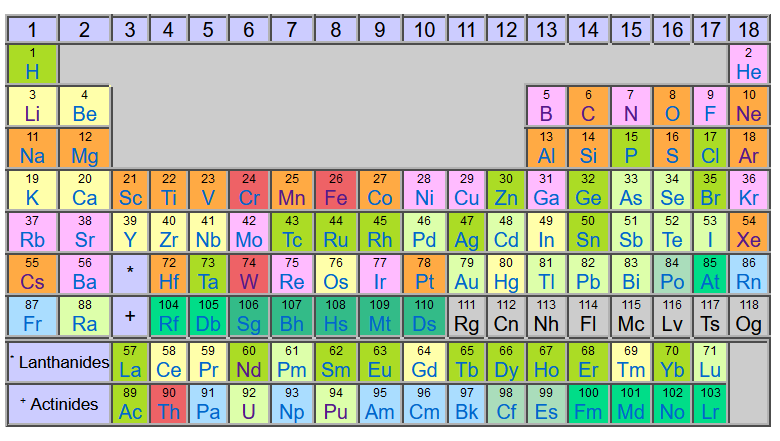 1 2 3 4 5 6 7 8 9 10 11 12 13 14 15 16 17 18
1 2
H He
3 4 5 6 7 8 9 10
Li Be B C N O F Ne
11 12 13 14 15 16 17 18
Na Mg Al Si P S Cl Ar
19 20 21 22 23 24 25 26 27 28 29 30 31 32 33 34 35 36
K Ca Sc Ti V Cr Mn Fe Co Ni Cu Zn Ga Ge As Se Br Kr
37 38 39 40 41 42 43 44 45 46 47 48 49 50 51 52 53 54
Rb Sr Y Zr Nb Mo Tc Ru Rh Pd Ag Cd In Sn Sb Te I Xe
55 56 72 73 74 75 76 77 78 79 80 81 82 83 84 85 86
Cs Ba * Hf Ta W Re Os Ir Pt Au Hg Tl Pb Bi Po At Rn
87 88 104 105 106 107 108 109 110 111 112 113 114 115 116 117 118
Fr Ra + Rf Db Sg Bh Hs Mt Ds Rg Cn Nh Fl Mc Lv Ts Og
57 58 59 60 61 62 63 64 65 66 67 68 69 70 71
* Lanthanides La Ce Pr Nd Pm Sm Eu Gd Tb Dy Ho Er Tm Yb Lu
89 90 91 92 93 94 95 96 97 98 99 100 101 102 103
+ Actinides Ac Th Pa U Np Pu Am Cm Bk Cf Es Fm Md No Lr